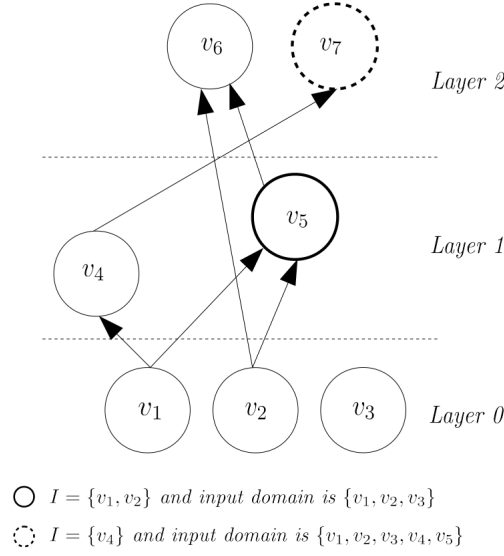 v₆ v₇
Layer 2
v₅
Layer 1
v₄
v₁ v₂ v₃
Layer 0
I = {v₁, v₂} and input domain is {v₁, v₂, v₃}
I = {v₄} and input domain is {v₁, v₂, v₃, v₄, v₅}